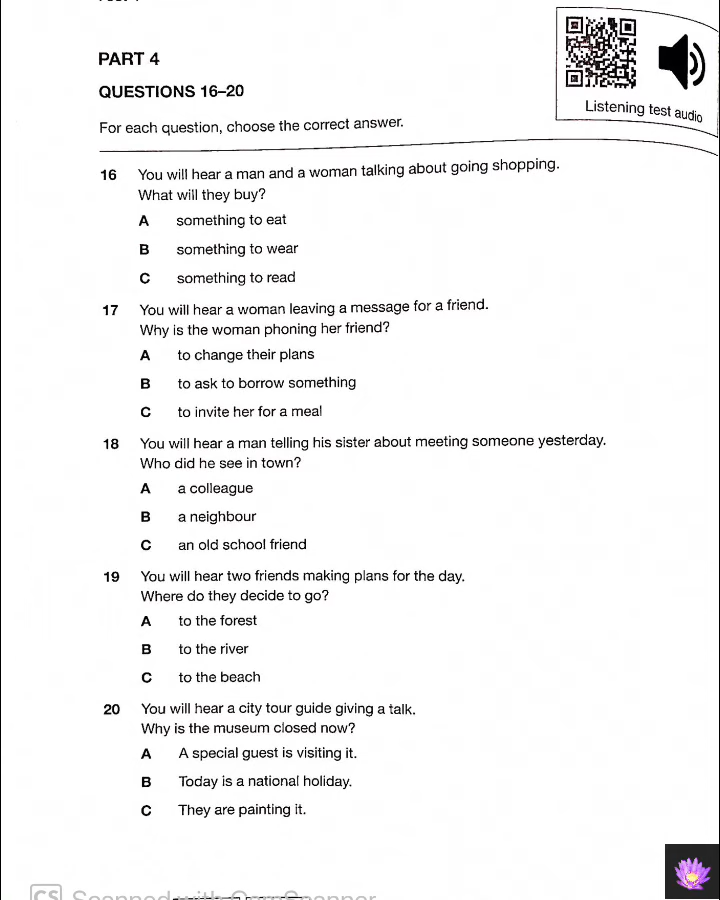 PART 4
QUESTIONS 16–20
For each question, choose the correct answer.
Listening test audio
16 You will hear a man and a woman talking about going shopping.
What will they buy?
A something to eat
B something to wear
C something to read
17 You will hear a woman leaving a message for a friend.
Why is the woman phoning her friend?
A to change their plans
B to ask to borrow something
C to invite her for a meal
18 You will hear a man telling his sister about meeting someone yesterday.
Who did he see in town?
A a colleague
B a neighbour
C an old school friend
19 You will hear two friends making plans for the day.
Where do they decide to go?
A to the forest
B to the river
C to the beach
20 You will hear a city tour guide giving a talk.
Why is the museum closed now?
A A special guest is visiting it.
B Today is a national holiday.
C They are painting it.
CS Scanned with CamScanner